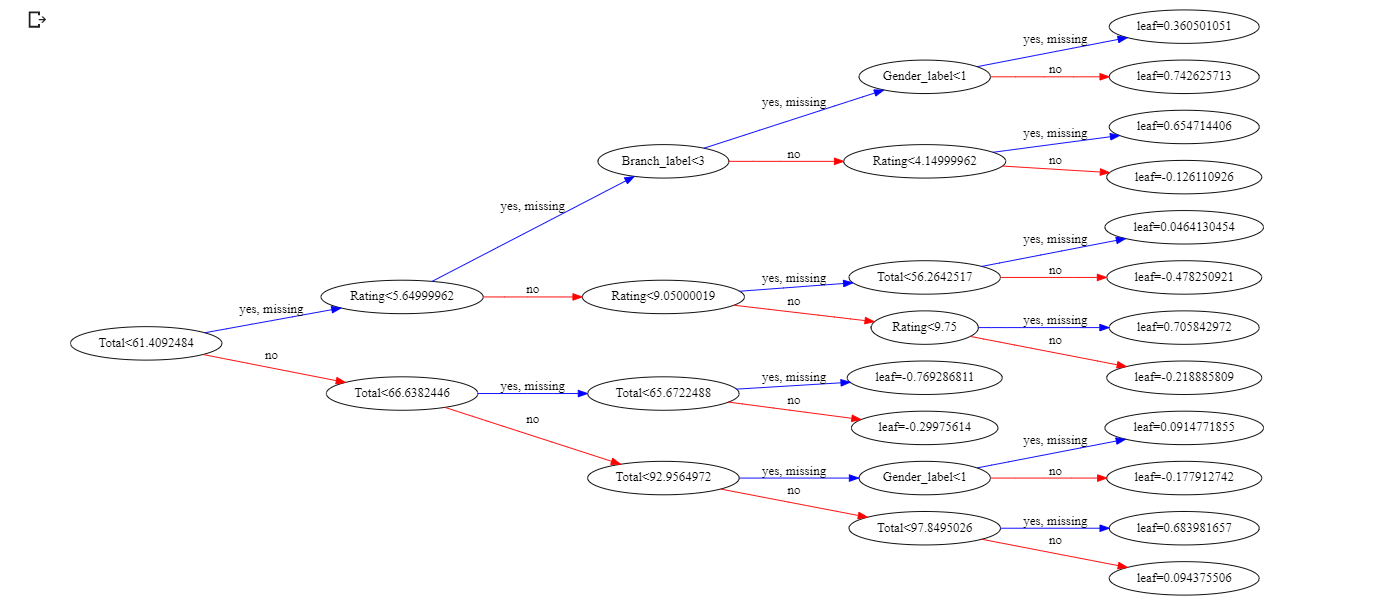 leaf=0.360501051
yes, missing
Gender_label<1
no
leaf=0.742625713
yes, missing
leaf=0.654714406
yes, missing
Branch_label<3
no
Rating<4.14999962
no
leaf=-0.126110926
yes, missing
leaf=0.0464130454
yes, missing
yes, missing
Total<56.2642517
no
leaf=-0.478250921
Rating<5.64999962
no
Rating<9.05000019
no
yes, missing
Rating<9.75
yes, missing
leaf=0.705842972
no
Total<61.4092484
no
leaf=-0.218885809
Total<66.6382446
yes, missing
Total<65.6722488
yes, missing
leaf=-0.769286811
no
leaf=-0.29975614
no
yes, missing
leaf=0.0914771855
Total<92.9564972
yes, missing
Gender_label<1
no
leaf=-0.177912742
no
Total<97.8495026
yes, missing
leaf=0.683981657
no
leaf=0.094375506